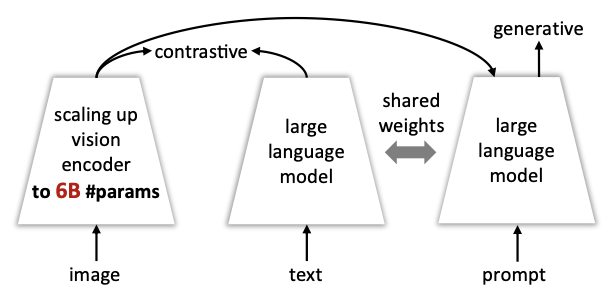 generative
contrastive
scaling up
vision
encoder
to 6B #params
large
language
model
shared
weights
large
language
model
image
text
prompt